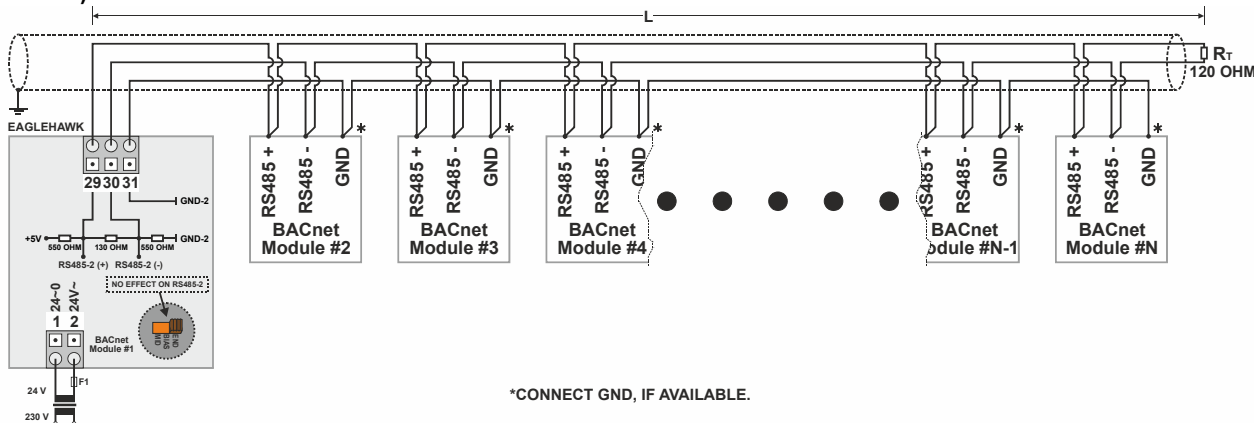 L
RT
120 OHM
EAGLEHAWK
29 30 31
GND-2
+5V
GND-2
550 OHM
130 OHM
550 OHM
RS485-2 (+)
RS485-2 (-)
NO EFFECT ON RS485-2
24~0
24V~
1
2
BACnet
Module #1
END
BIAS
MID
F1
24 V
230 V
*
RS485 +
RS485 -
GND
BACnet
Module #2
*
RS485 +
RS485 -
GND
BACnet
Module #3
*
RS485 +
RS485 -
GND
BACnet
Module #4
*
RS485 +
RS485 -
GND
BACnet
Module #N-1
*
RS485 +
RS485 -
GND
BACnet
Module #N
*CONNECT GND, IF AVAILABLE.